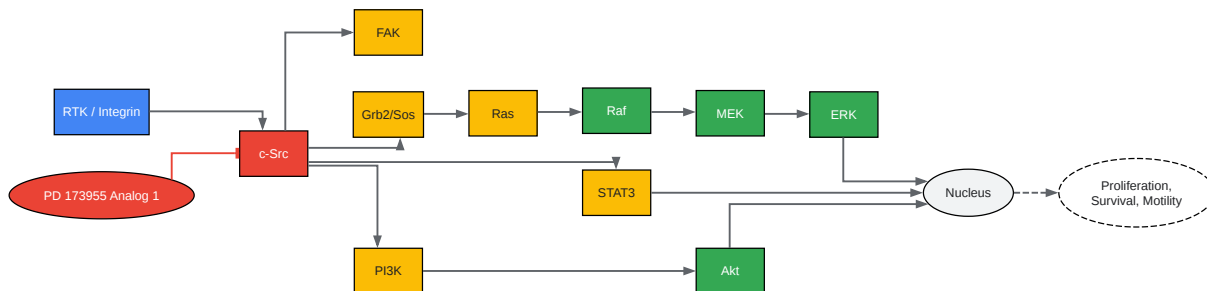 FAK
RTK / Integrin
Grb2/Sos
Ras
Raf
MEK
ERK
c-Src
PD 173955 Analog 1
STAT3
Nucleus
Proliferation,
Survival, Motility
PI3K
Akt